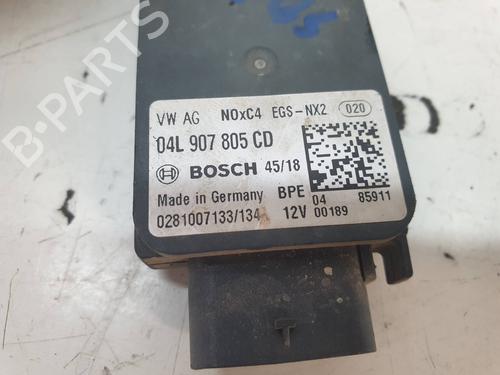 B-Parts
VW AG NOxC4 EGS-NX2 020
04L 907 805 CD
BOSCH 45/18
Made in Germany BPE 04 85911
0281007133/134 12V 00189
T